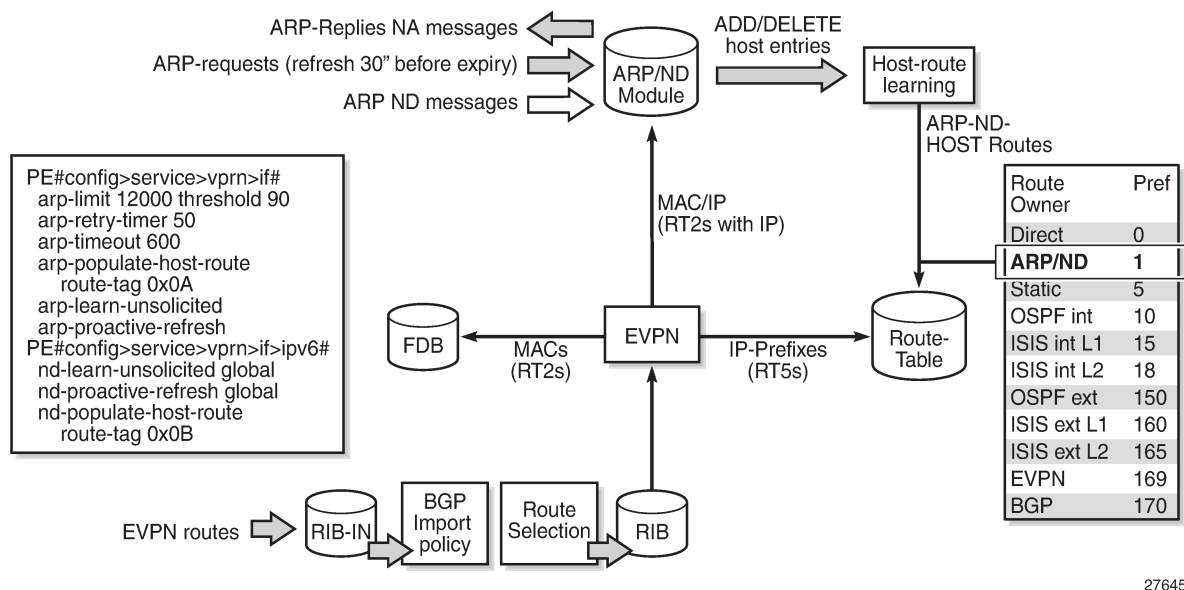 ARP-Replies NA messages
ARP-requests (refresh 30” before expiry)
ARP ND messages
ARP/ND
Module
ADD/DELETE
host entries
Host-route
learning
ARP-ND-
HOST Routes
PE#config>service>vprn>if#
arp-limit 12000 threshold 90
arp-retry-timer 50
arp-timeout 600
arp-populate-host-route
route-tag 0x0A
arp-learn-unsolicited
arp-proactive-refresh
PE#config>service>vprn>if>ipv6#
nd-learn-unsolicited global
nd-proactive-refresh global
nd-populate-host-route
route-tag 0x0B
MAC/IP
(RT2s with IP)
FDB
MACs
(RT2s)
EVPN
IP-Prefixes
(RT5s)
Route-
Table
Route Pref
Owner
Direct 0
ARP/ND 1
Static 5
OSPF int 10
ISIS int L1 15
ISIS int L2 18
OSPF ext 150
ISIS ext L1 160
ISIS ext L2 165
EVPN 169
BGP 170
EVPN routes
RIB-IN
BGP
Import
policy
Route
Selection
RIB
27645